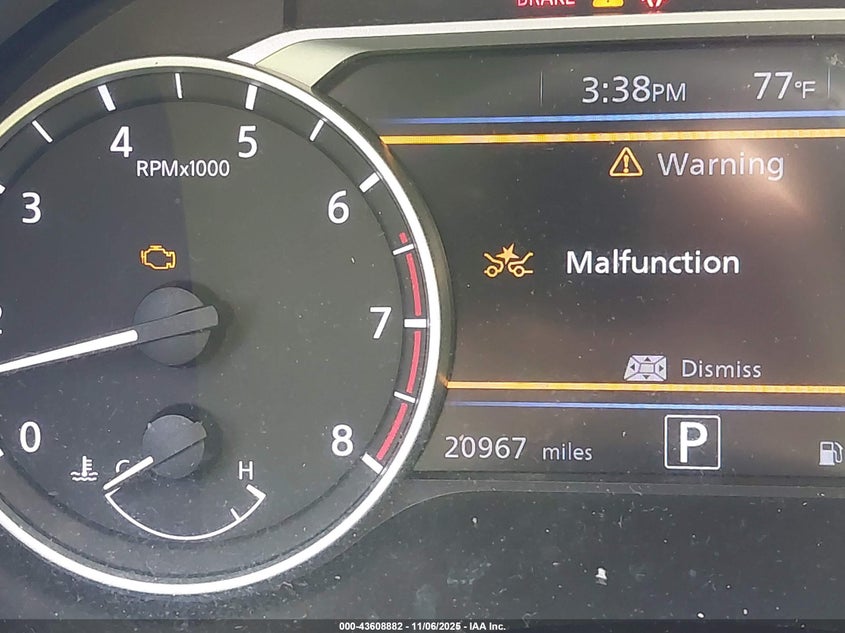 BRAKE
3:38PM 77°F
Warning
Malfunction
Dismiss
20967 miles
P
2
3
4
5
6
7
8
0
RPMx1000
C H
000-43608882 - 11/06/2025 - IAA Inc.